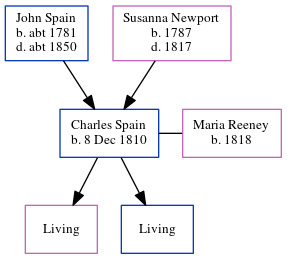 John Spain
b. abt 1781
d. abt 1850
Susanna Newport
b. 1787
d. 1817
Charles Spain
b. 8 Dec 1810
Maria Reeney
b. 1818
Living
Living